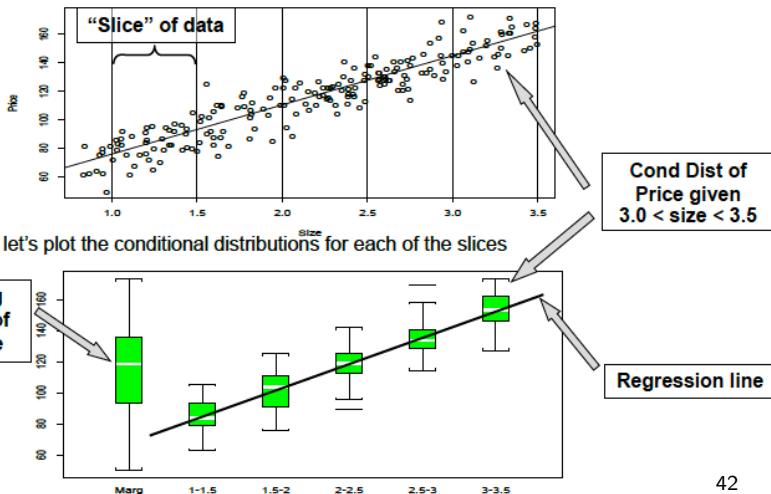 “Slice” of data
160
140
120
100
80
60
Price
1.0 1.5 2.0 2.5 3.0 3.5
Size
Cond Dist of
Price given
3.0 < size < 3.5
let’s plot the conditional distributions for each of the slices
g
of
e
160
140
120
100
80
60
Regression line
Marg 1-1.5 1.5-2 2-2.5 2.5-3 3-3.5
42